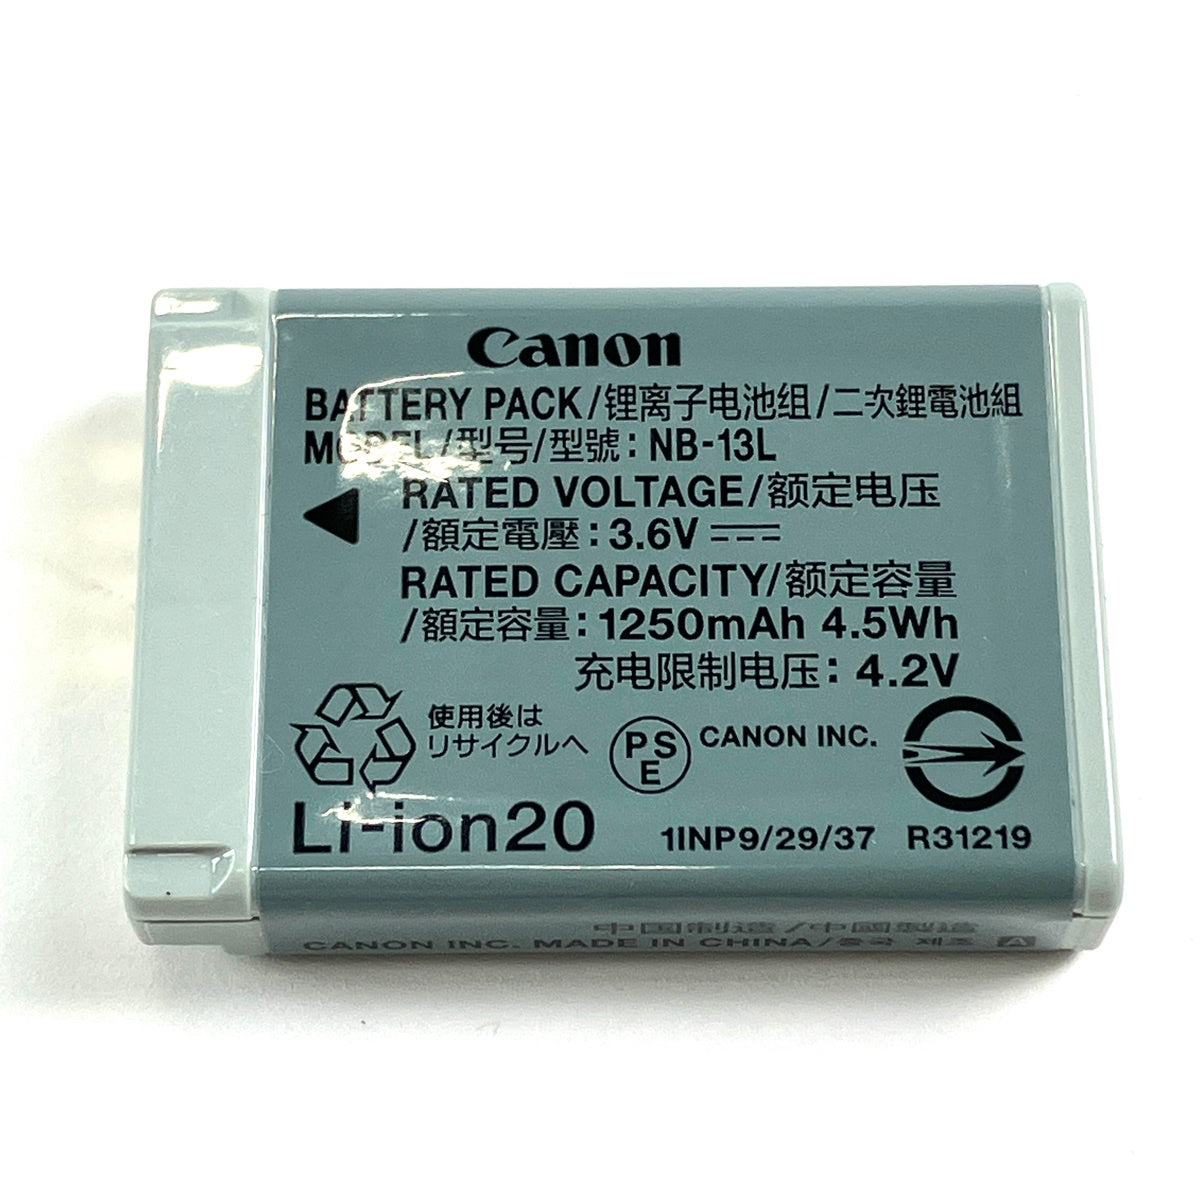 Canon
BATTERY PACK/锂离子电池组/二次鋰電池組
MODEL/型号/型號: NB-13L
RATED VOLTAGE/额定电压
/額定電壓: 3.6V
RATED CAPACITY/额定容量
/額定容量: 1250mAh 4.5Wh
充电限制电压: 4.2V
使用後は
リサイクルへ
PSE
CANON INC.
Li-ion20
1INP9/29/37
R31219
中国制造/中國製造
CANON INC. MADE IN CHINA/중국 제조 A